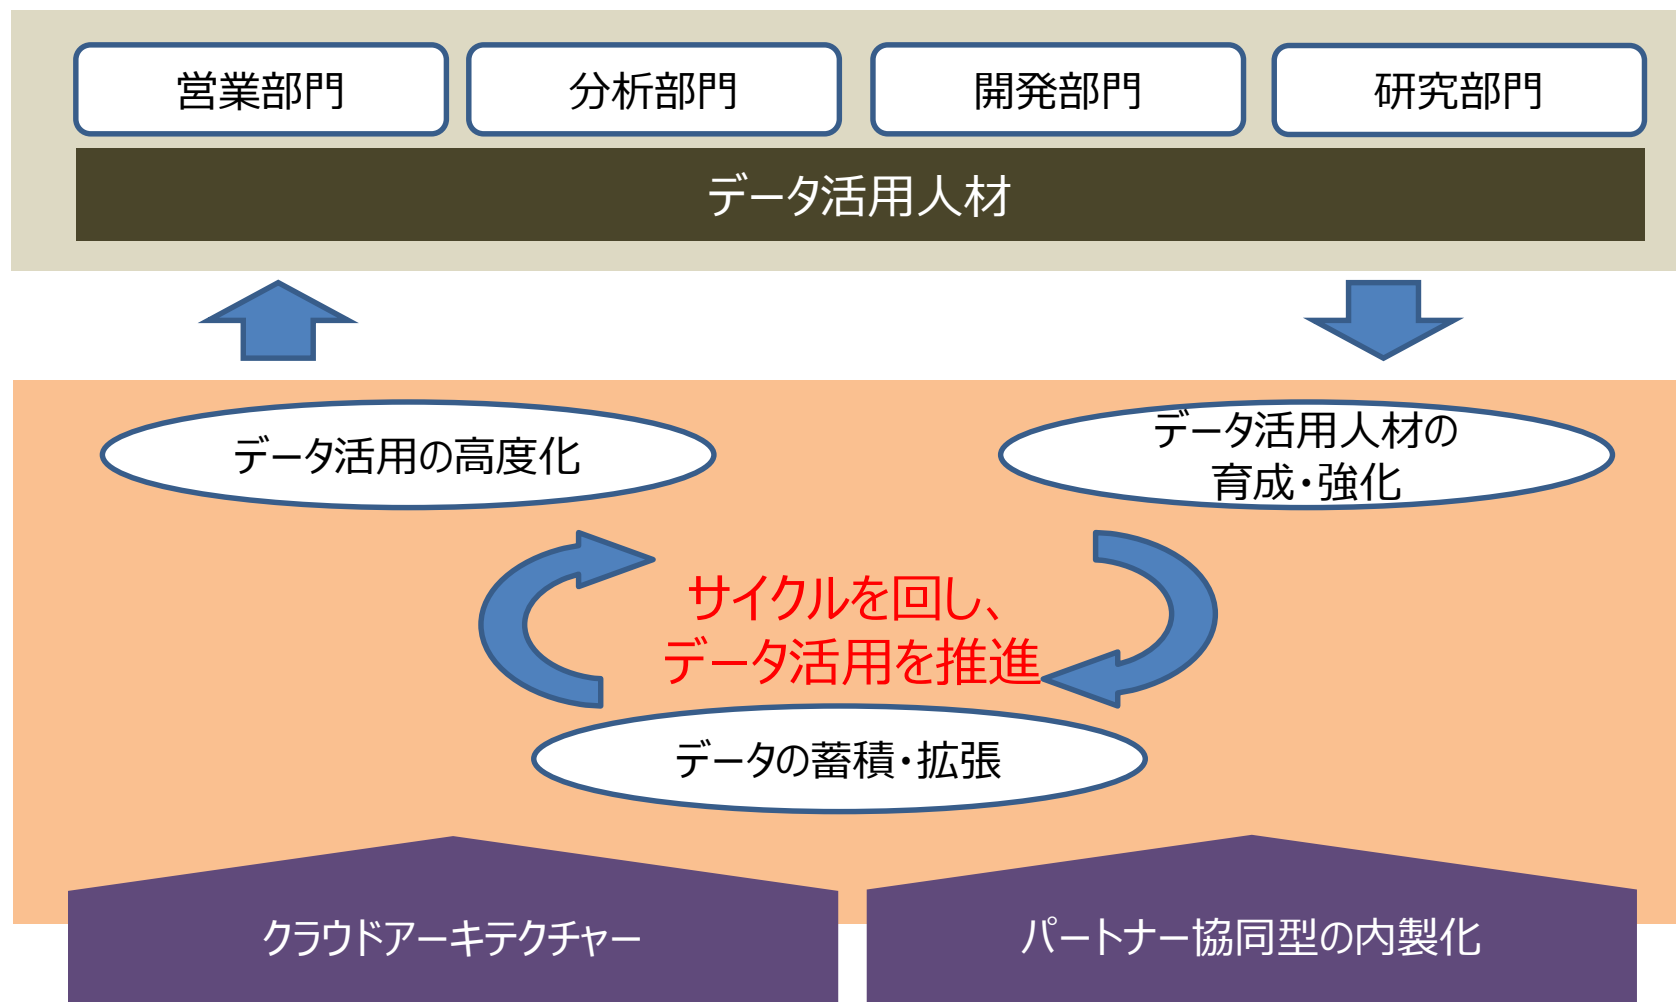 営業部門
分析部門
開発部門
研究部門
データ活用人材
データ活用の高度化
データ活用人材の
育成・強化
サイクルを回し、
データ活用を推進
データの蓄積・拡張
クラウドアーキテクチャー
パートナー協同型の内製化